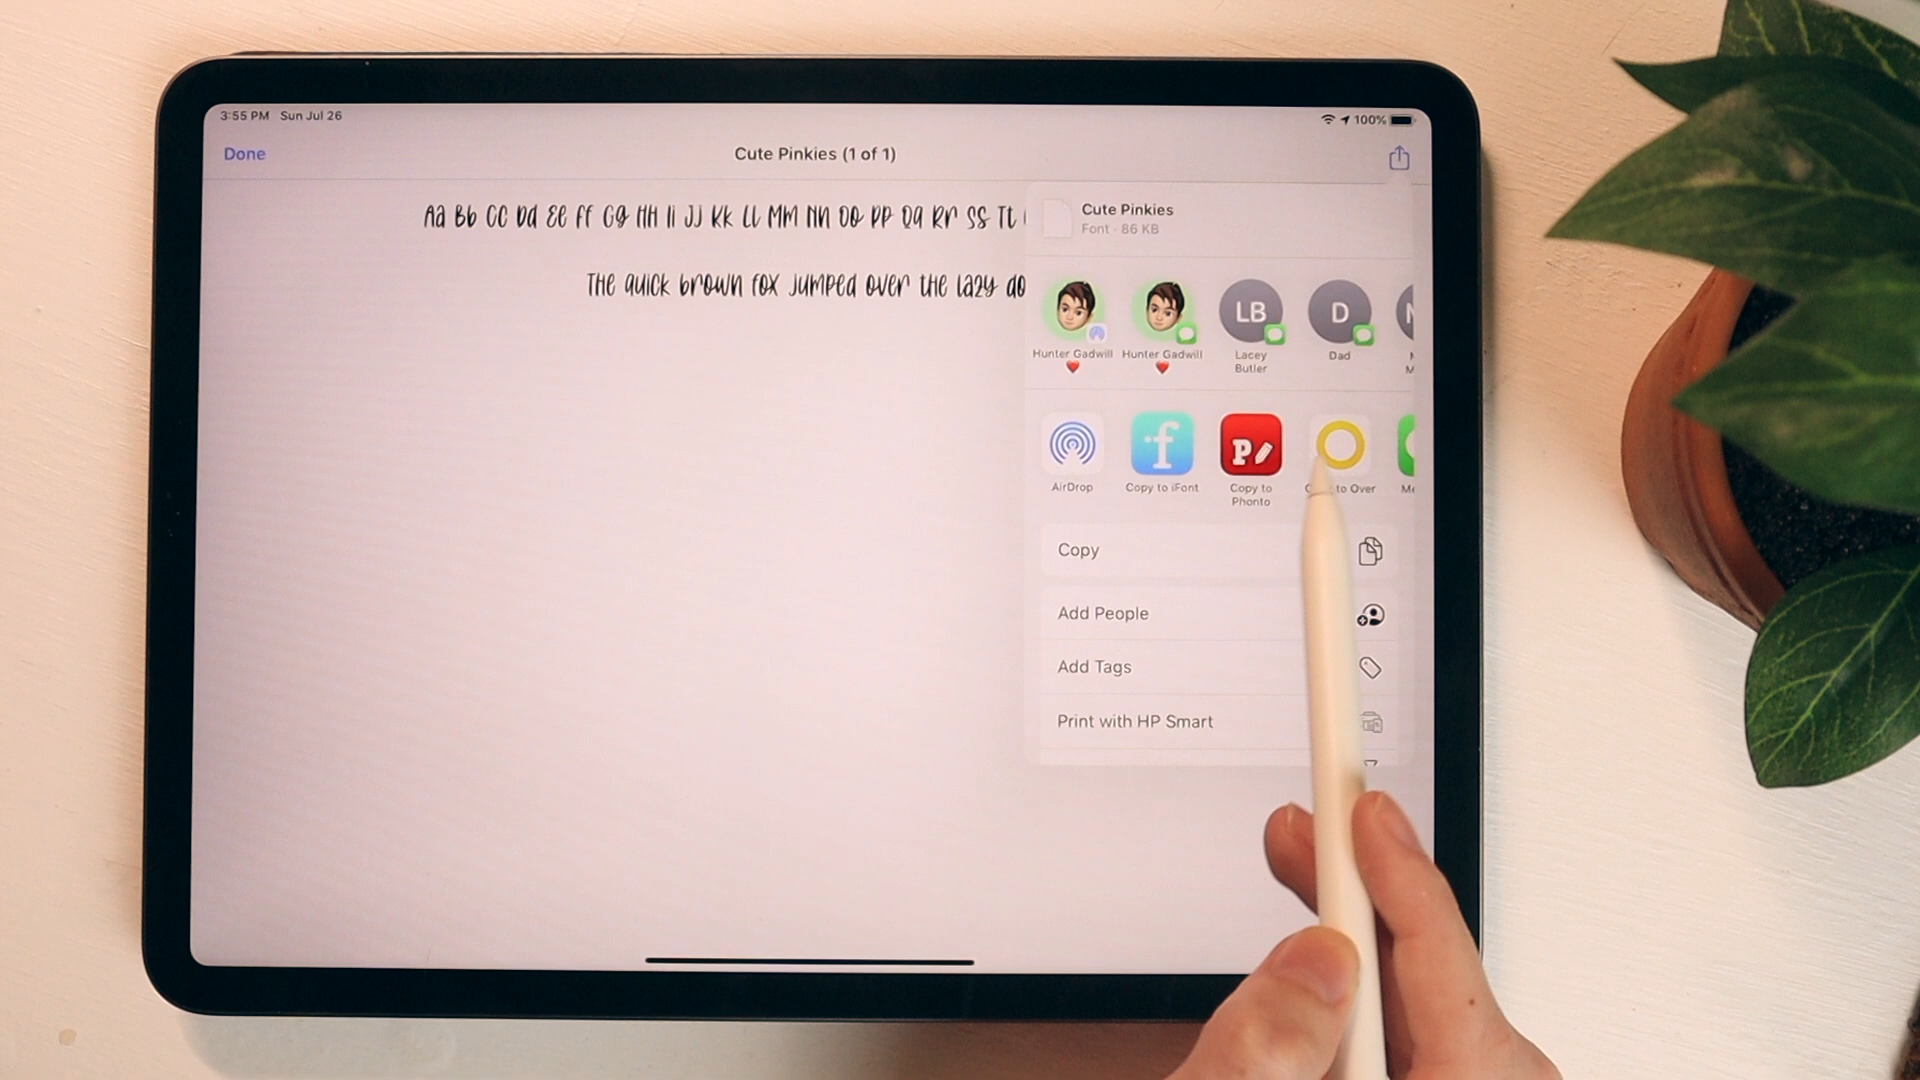 3:55 PM Sun Jul 26
100%
Done
Cute Pinkies (1 of 1)
Aa Bb Cc Dd Ee Ff Gg Hh Ii Jj Kk Ll Mm Nn Oo Pp Qq Rr Ss Tt
The quick brown fox jumped over the lazy do
Cute Pinkies
Font · 86 KB
LB
D
Hunter Gadwill ❤️
Hunter Gadwill ❤️
Lacey Butler
Dad
AirDrop
Copy to iFont
Copy to Phonto
to Over
Me
Copy
Add People
Add Tags
Print with HP Smart